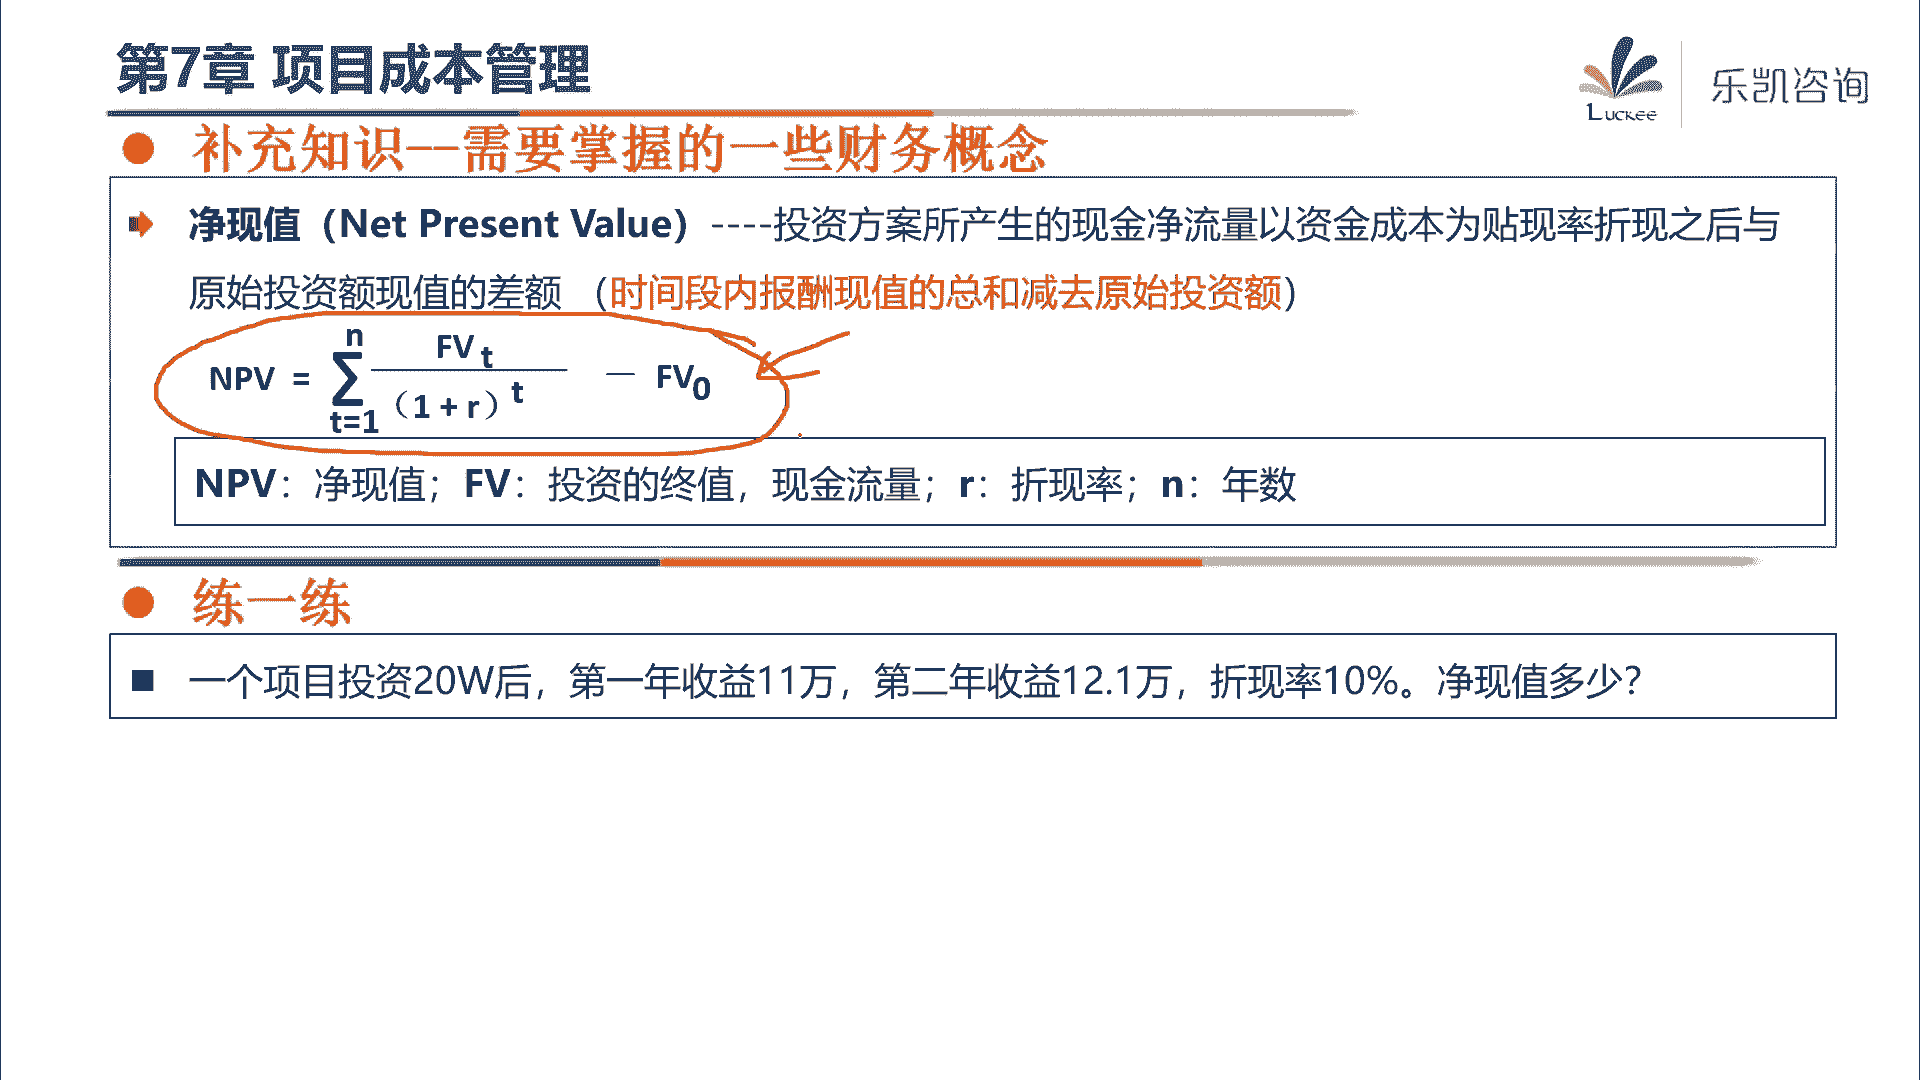 第7章 项目成本管理
Luckee 乐凯咨询
补充知识——需要掌握的一些财务概念
净现值（Net Present Value）----投资方案所产生的现金净流量以资金成本为贴现率折现之后与
原始投资额现值的差额 （时间段内报酬现值的总和减去原始投资额）
NPV = n ∑ t=1 FV t （1 + r） t — FV0
NPV：净现值；FV：投资的终值，现金流量；r：折现率；n：年数
练一练
一个项目投资20W后，第一年收益11万，第二年收益12.1万，折现率10%。净现值多少？